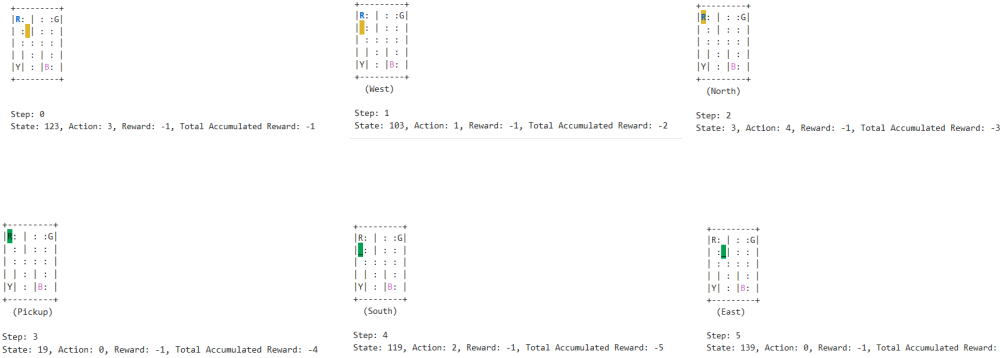 +---------+
|R: | : :G|
| : | : : |
| : : : : |
| | : | : |
|Y| : |B: |
+---------+

Step: 0
State: 123, Action: 3, Reward: -1, Total Accumulated Reward: -1
+---------+
|R: | : :G|
| : | : : |
| : : : : |
| | : | : |
|Y| : |B: |
+---------+
(West)

Step: 1
State: 103, Action: 1, Reward: -1, Total Accumulated Reward: -2
+---------+
|R: | : :G|
| : | : : |
| : : : : |
| | : | : |
|Y| : |B: |
+---------+
(North)

Step: 2
State: 3, Action: 4, Reward: -1, Total Accumulated Reward: -3
+---------+
|R: | : :G|
| : | : : |
| : : : : |
| | : | : |
|Y| : |B: |
+---------+
(Pickup)

Step: 3
State: 19, Action: 0, Reward: -1, Total Accumulated Reward: -4
+---------+
|R: | : :G|
|_: | : : |
| : : : : |
| | : | : |
|Y| : |B: |
+---------+
(South)

Step: 4
State: 119, Action: 2, Reward: -1, Total Accumulated Reward: -5
+---------+
|R: | : :G|
| :_| : : |
| : : : : |
| | : | : |
|Y| : |B: |
+---------+
(East)

Step: 5
State: 139, Action: 0, Reward: -1, Total Accumulated Reward: